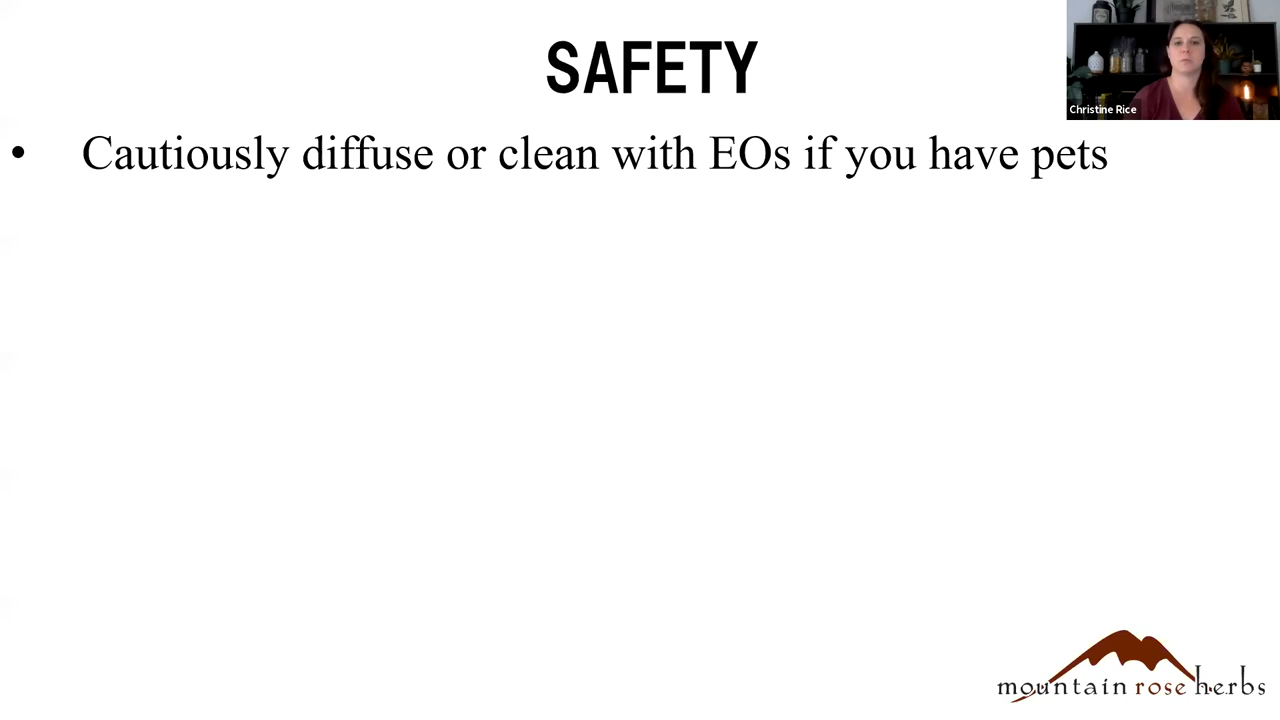 SAFETY
Christine Rice
• Cautiously diffuse or clean with EOs if you have pets
mountain rose herbs